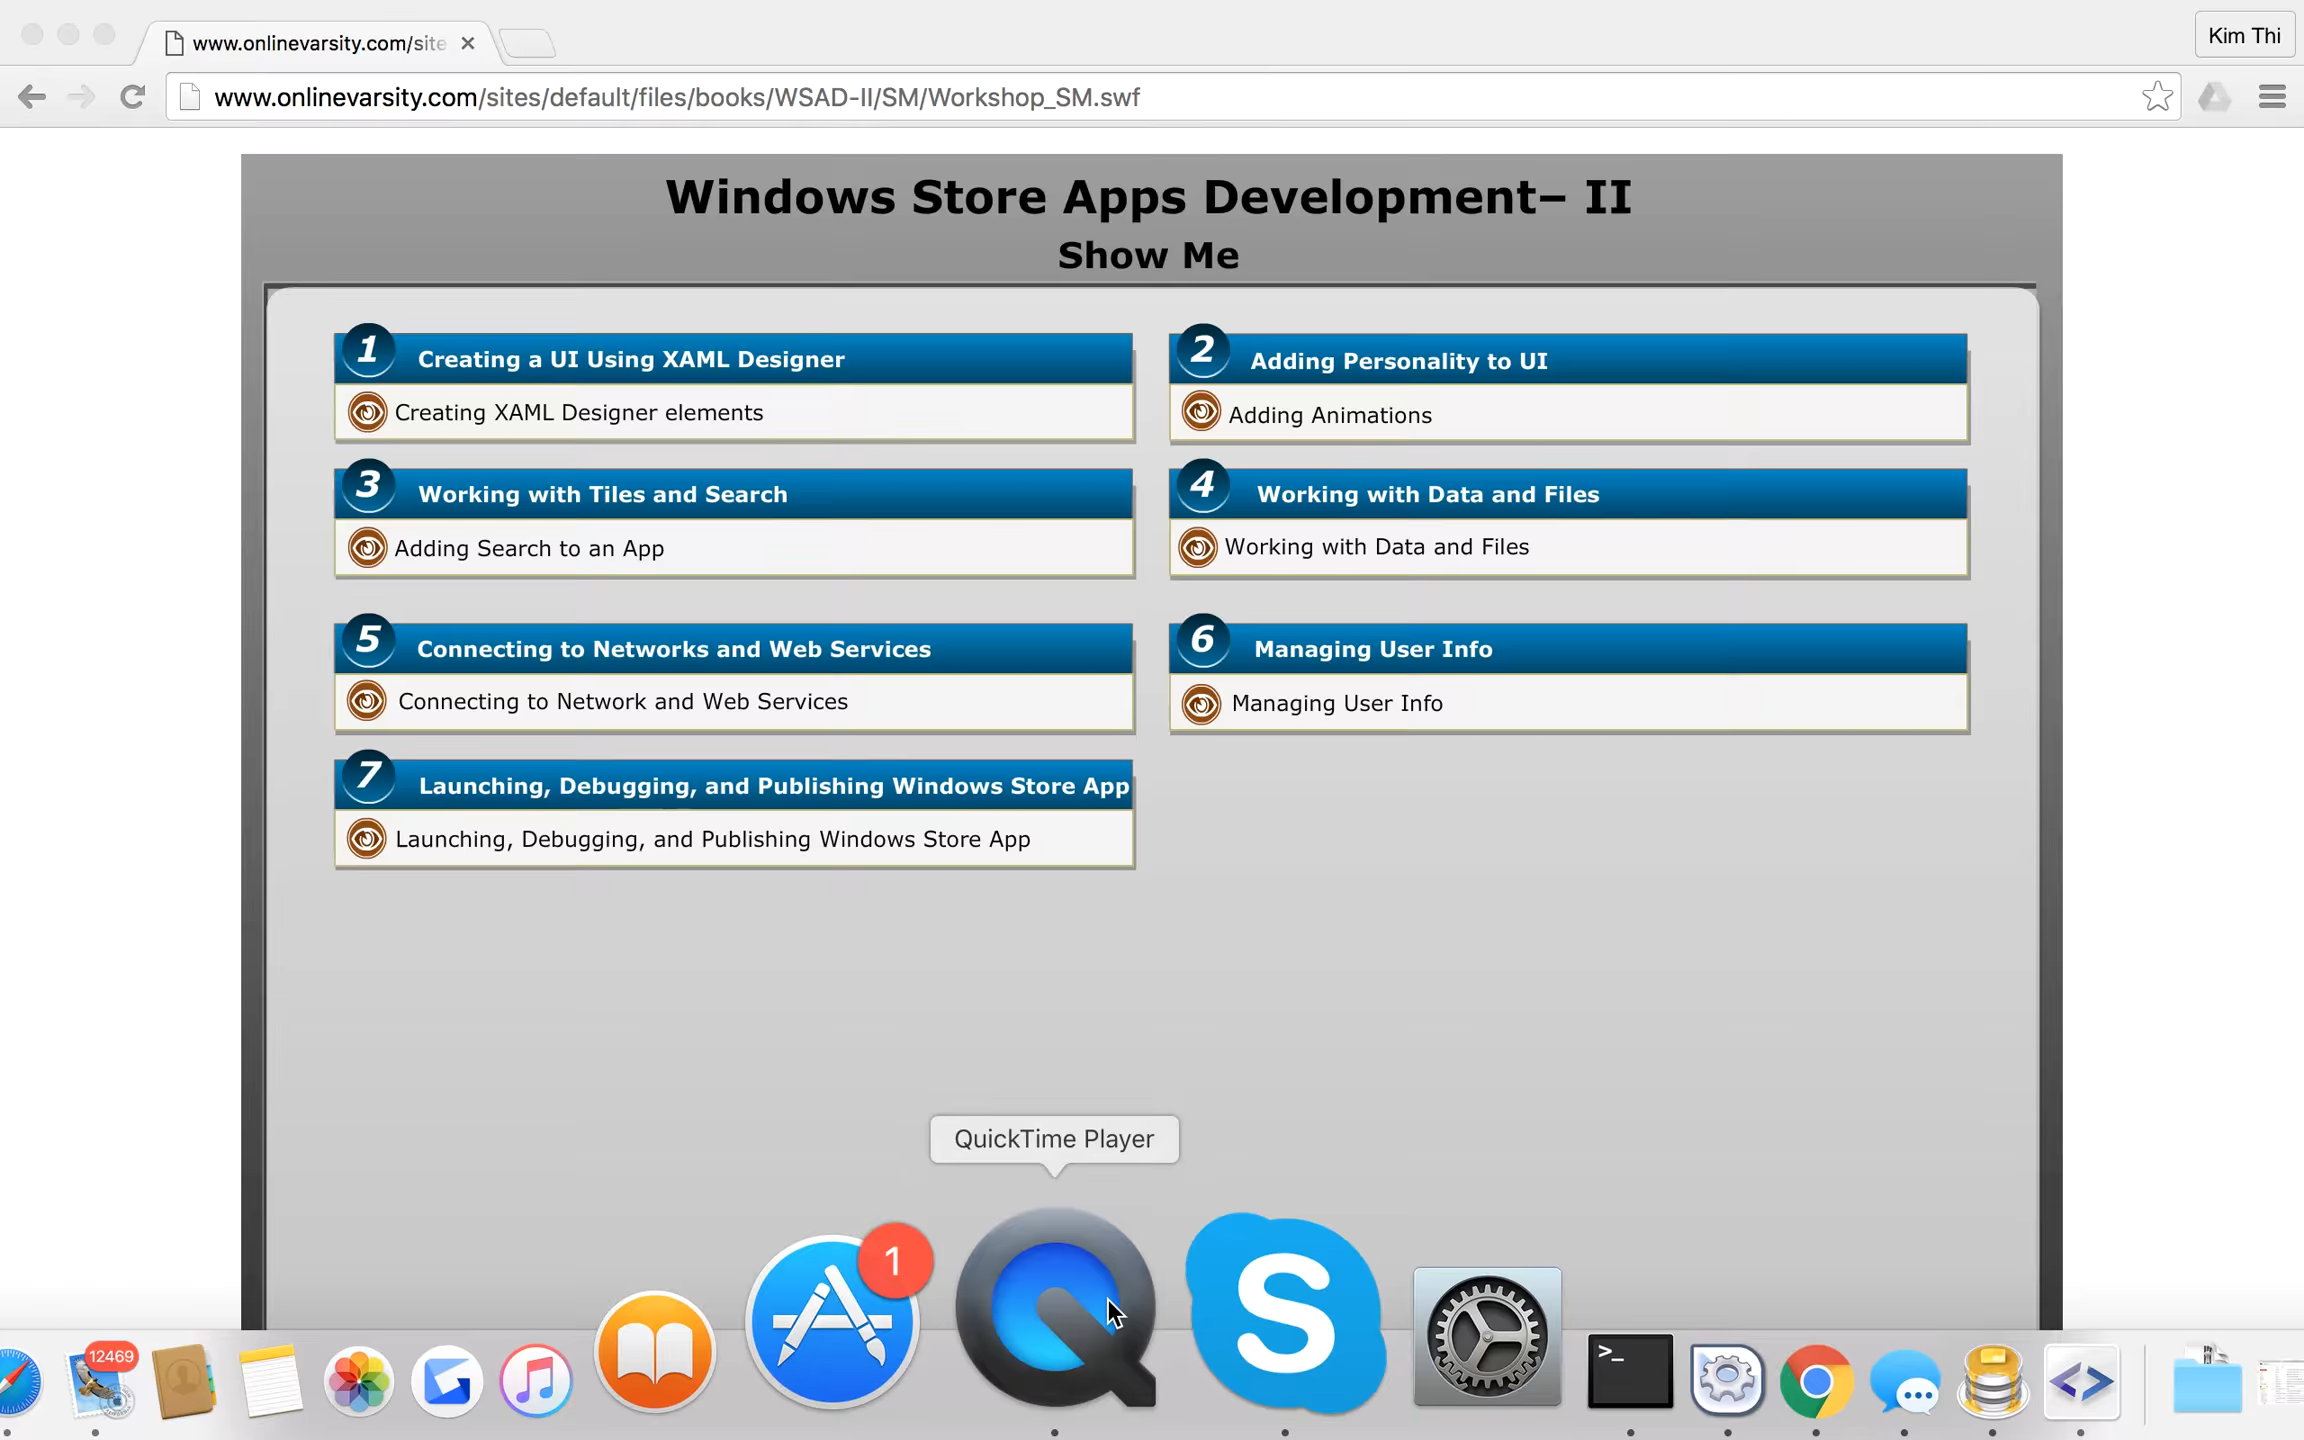 www.onlinevarsity.com/site
Kim Thi
www.onlinevarsity.com/sites/default/files/books/WSAD-II/SM/Workshop_SM.swf
Windows Store Apps Development– II
Show Me
1 Creating a UI Using XAML Designer
Creating XAML Designer elements
2 Adding Personality to UI
Adding Animations
3 Working with Tiles and Search
Adding Search to an App
4 Working with Data and Files
Working with Data and Files
5 Connecting to Networks and Web Services
Connecting to Network and Web Services
6 Managing User Info
Managing User Info
7 Launching, Debugging, and Publishing Windows Store App
Launching, Debugging, and Publishing Windows Store App
QuickTime Player
1
12469